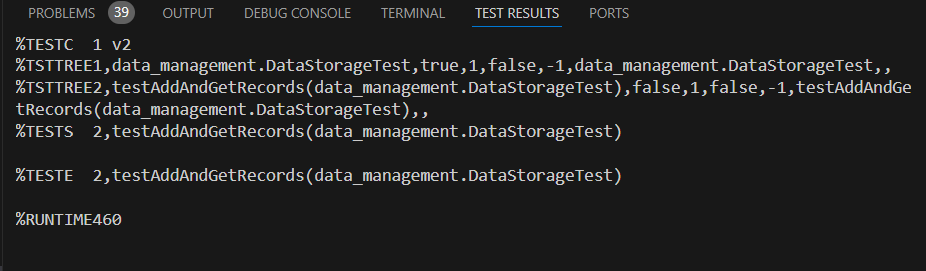 PROBLEMS 39 OUTPUT DEBUG CONSOLE TERMINAL TEST RESULTS PORTS
%TESTC  1 v2
%TSTTREE1,data_management.DataStorageTest,true,1,false,-1,data_management.DataStorageTest,,
%TSTTREE2,testAddAndGetRecords(data_management.DataStorageTest),false,1,false,-1,testAddAndGe
tRecords(data_management.DataStorageTest),,
%TESTS  2,testAddAndGetRecords(data_management.DataStorageTest)
%TESTE  2,testAddAndGetRecords(data_management.DataStorageTest)
%RUNTIME460